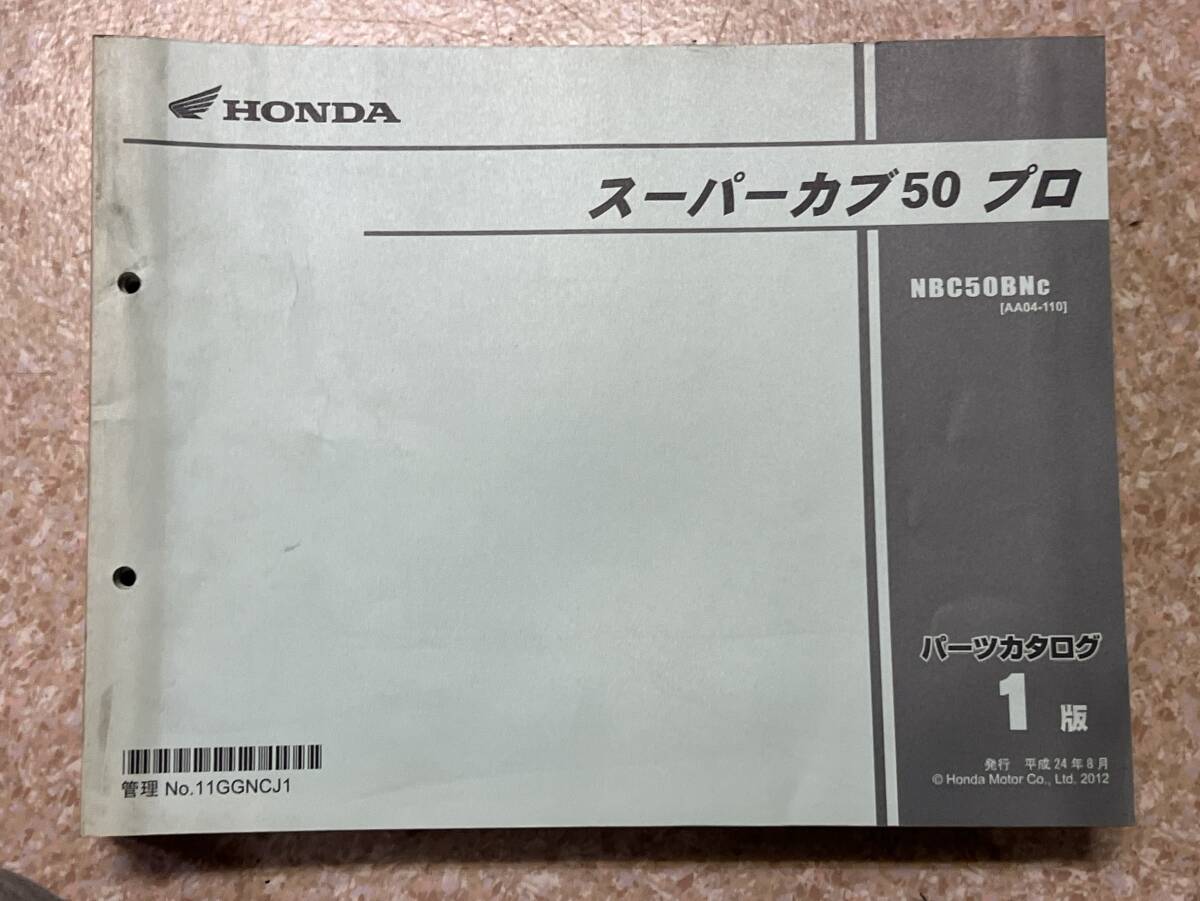 HONDA
スーパーカブ50 プロ
NBC50BNC
[AA04-110]
パーツカタログ
1 版
発行 平成24年8月
© Honda Motor Co., Ltd. 2012
管理 No.11GGNCJ1